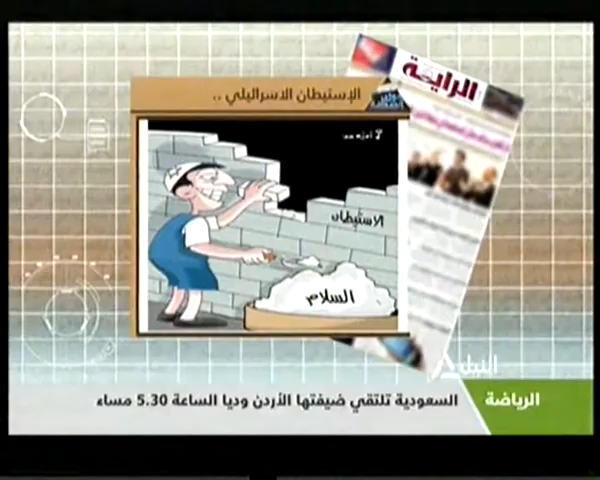 الراية
الإستيطان الاسرائيلي ..
الاستيطان
السلام
النيل
الرياضة
السعودية تلتقي ضيفتها الأردن وديا الساعة 5.30 مساء